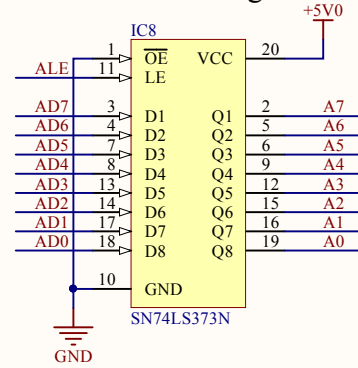 +5V0
IC8
1 OE VCC 20
ALE 11 LE
AD7 3 D1 Q1 2 A7
AD6 4 D2 Q2 5 A6
AD5 7 D3 Q3 6 A5
AD4 8 D4 Q4 9 A4
AD3 13 D5 Q5 12 A3
AD2 14 D6 Q6 15 A2
AD1 17 D7 Q7 16 A1
AD0 18 D8 Q8 19 A0
10 GND
SN74LS373N
GND